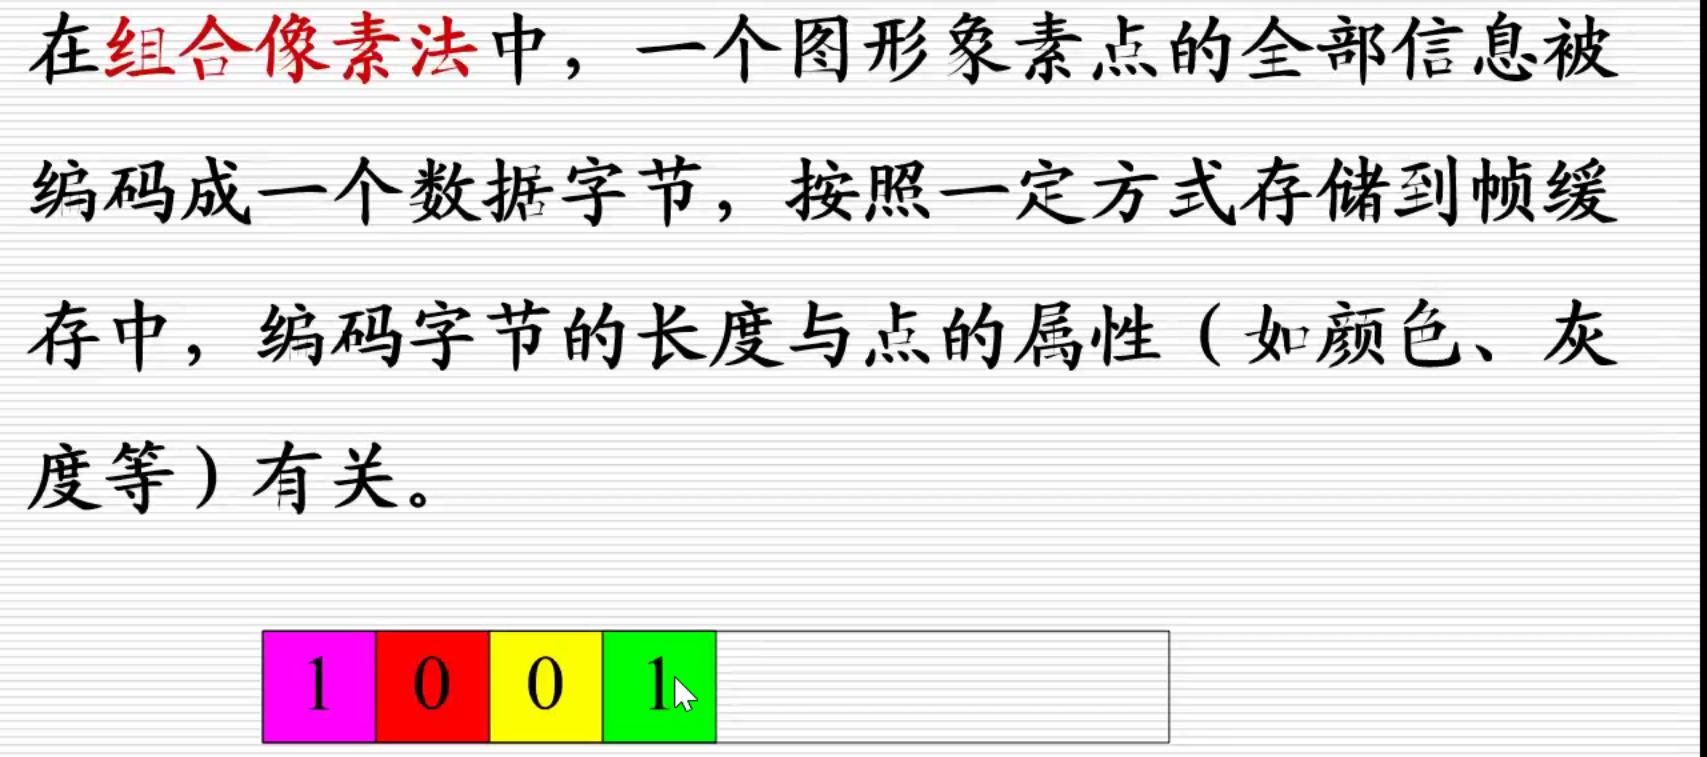 在组合像素法中，一个图形象素点的全部信息被
编码成一个数据字节，按照一定方式存储到帧缓
存中，编码字节的长度与点的属性（如颜色、灰
度等）有关。
1 0 0 1